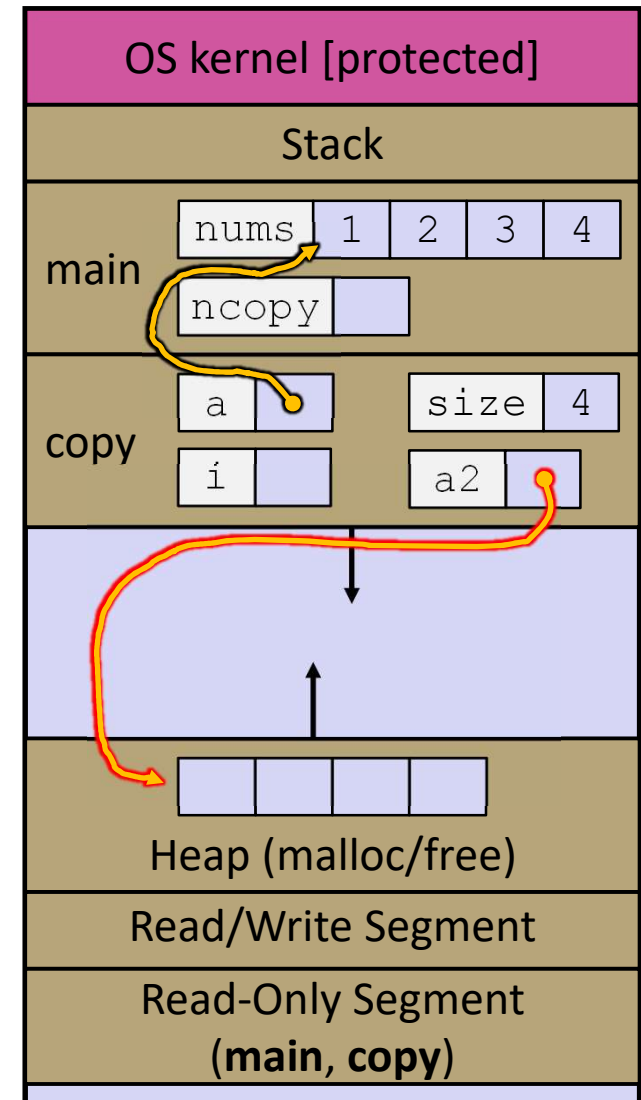 OS kernel [protected]
Stack
main
nums 1 2 3 4
ncopy
copy
a size 4
i a2
Heap (malloc/free)
Read/Write Segment
Read-Only Segment
(main, copy)